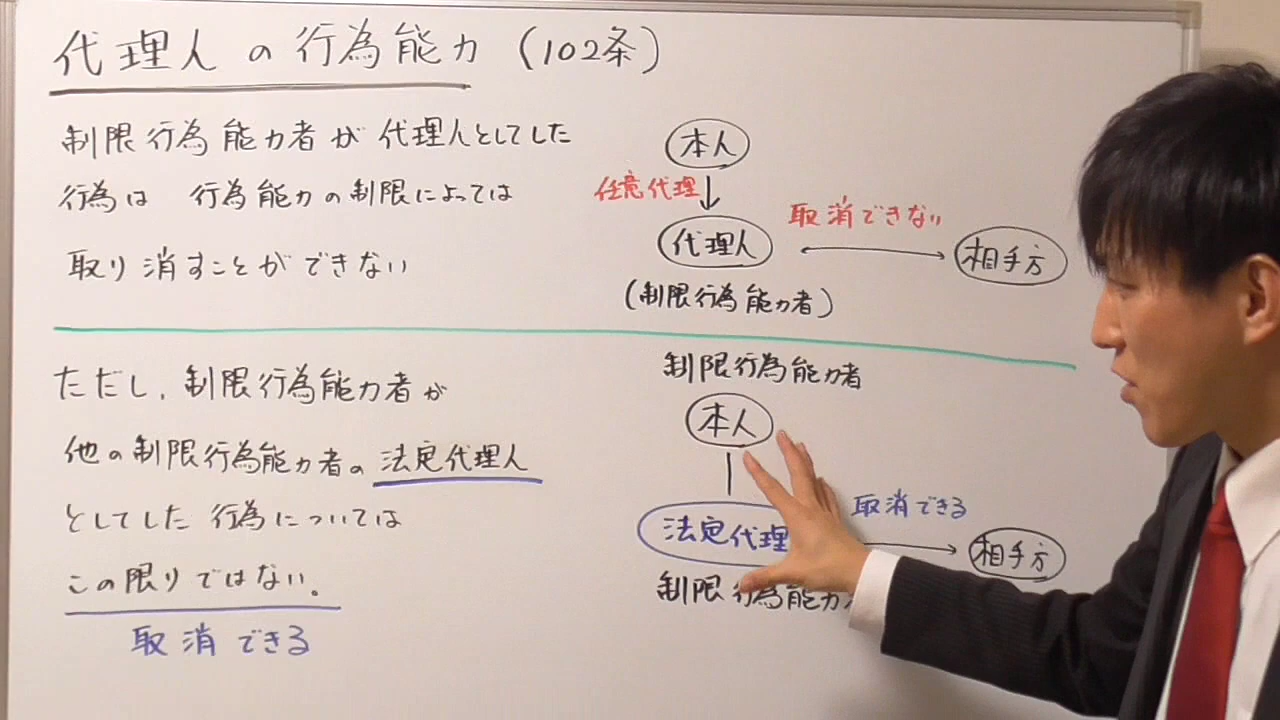 代理人の行為能力（102条）
制限行為能力者が代理人としてした
行為は 行為能力の制限によっては
取り消すことができない
本人
任意代理
代理人
取消できない
相手方
（制限行為能力者）
ただし、制限行為能力者が
他の制限行為能力者の法定代理人
としてした行為については
この限りではない。
取消できる
制限行為能力者
本人
法定代理
取消できる
相手方
制限行為能力